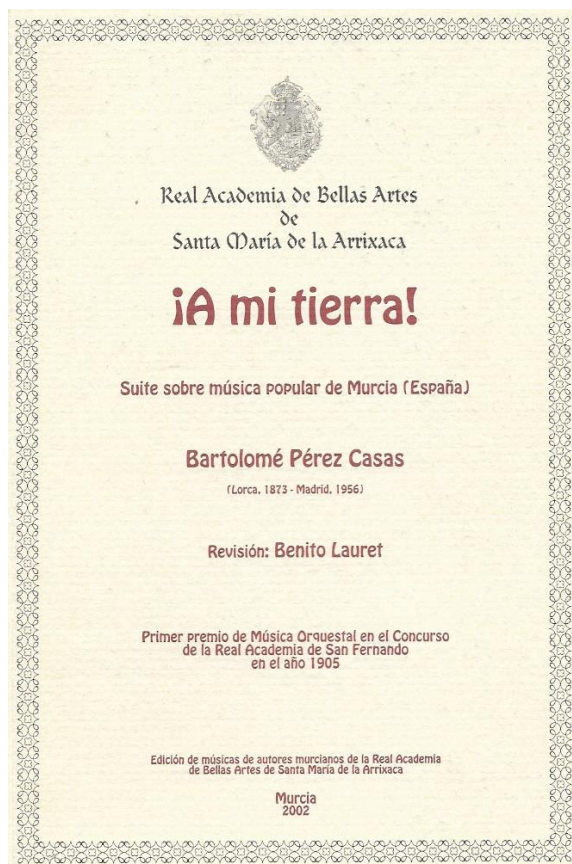 Real Academia de Bellas Artes
de
Santa María de la Arrixaca
¡A mi tierra!
Suite sobre música popular de Murcia (España)
Bartolomé Pérez Casas
(Lorca, 1873 - Madrid, 1956)
Revisión: Benito Lauret
Primer premio de Música Orquestal en el Concurso
de la Real Academia de San Fernando
en el año 1905
Edición de músicas de autores murcianos de la Real Academia
de Bellas Artes de Santa María de la Arrixaca
Murcia
2002